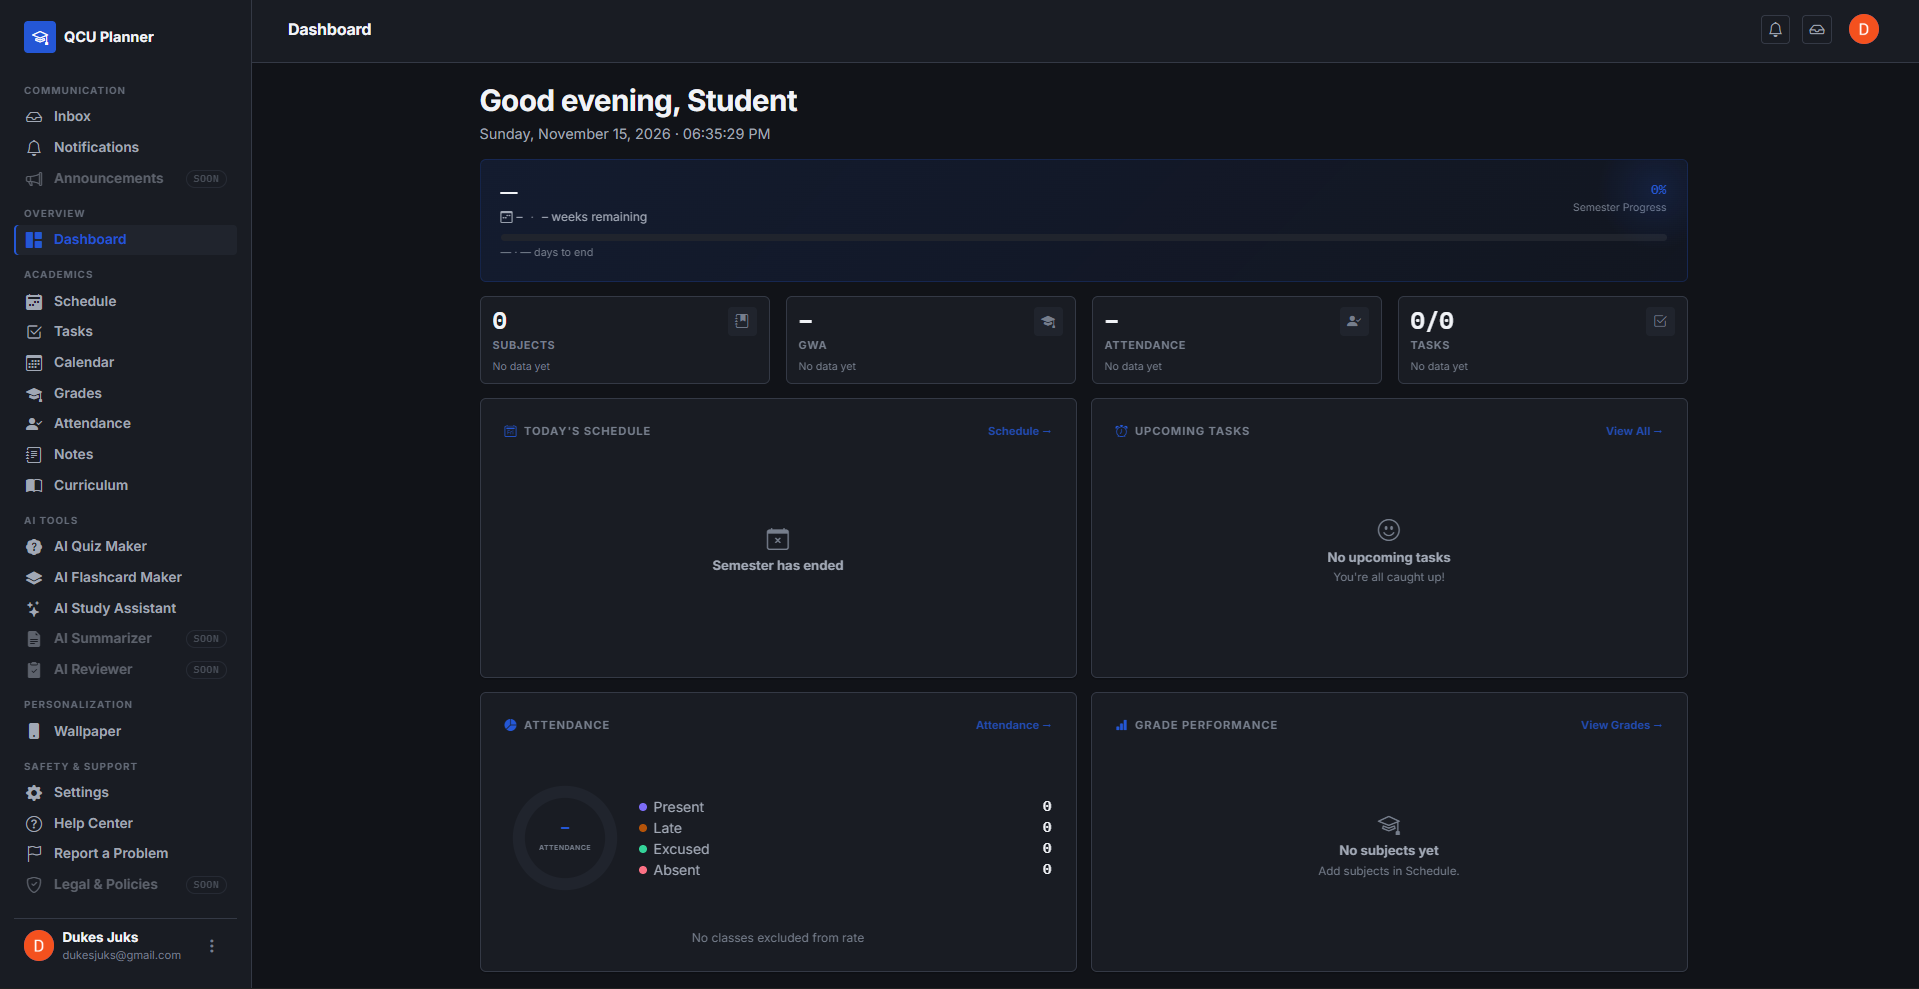 QCU Planner
COMMUNICATION
Inbox
Notifications
Announcements SOON
OVERVIEW
Dashboard
ACADEMICS
Schedule
Tasks
Calendar
Grades
Attendance
Notes
Curriculum
AI TOOLS
AI Quiz Maker
AI Flashcard Maker
AI Study Assistant
AI Summarizer SOON
AI Reviewer SOON
PERSONALIZATION
Wallpaper
SAFETY & SUPPORT
Settings
Help Center
Report a Problem
Legal & Policies SOON
D
Dukes Juks
dukesjuks@gmail.com
Dashboard
D
Good evening, Student
Sunday, November 15, 2026 · 06:35:29 PM
—
– · – weeks remaining
— · — days to end
0%
Semester Progress
0
SUBJECTS
No data yet
–
GWA
No data yet
–
ATTENDANCE
No data yet
0/0
TASKS
No data yet
TODAY'S SCHEDULE
Schedule →
Semester has ended
UPCOMING TASKS
View All →
No upcoming tasks
You're all caught up!
ATTENDANCE
Attendance →
–
ATTENDANCE
Present 0
Late 0
Excused 0
Absent 0
No classes excluded from rate
GRADE PERFORMANCE
View Grades →
No subjects yet
Add subjects in Schedule.